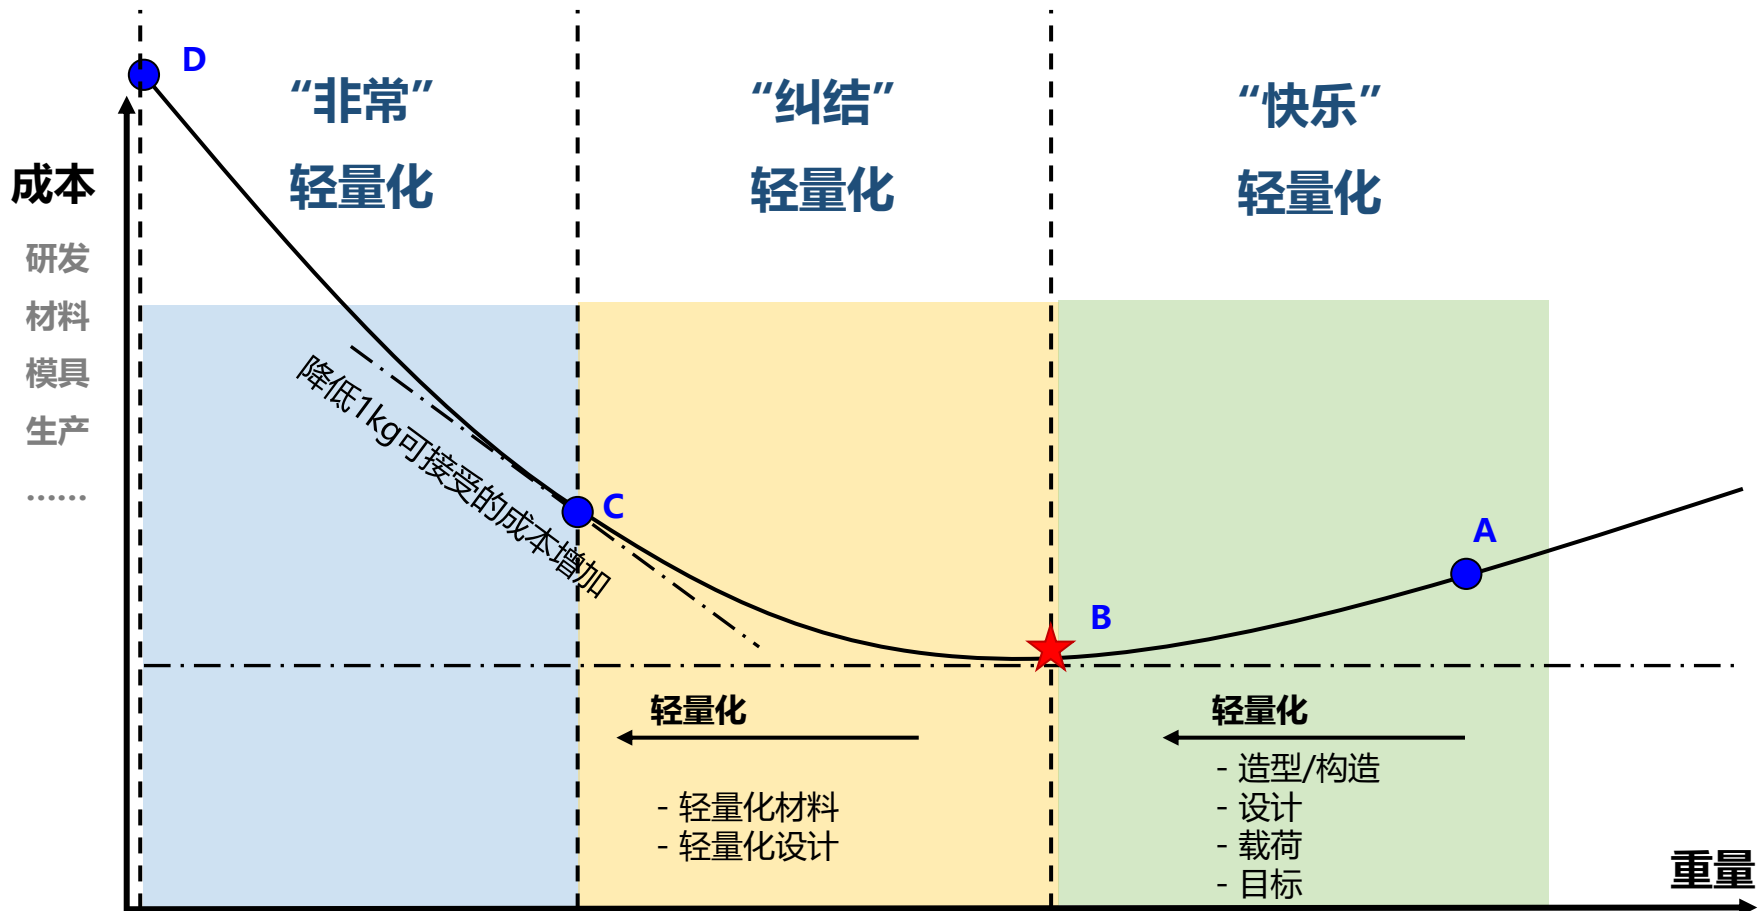 D
“非常”
轻量化
“纠结”
轻量化
“快乐”
轻量化
成本
研发
材料
模具
生产
……
降低1kg可接受的成本增加
C
A
B
轻量化
- 轻量化材料
- 轻量化设计
轻量化
- 造型/构造
- 设计
- 载荷
- 目标
重量